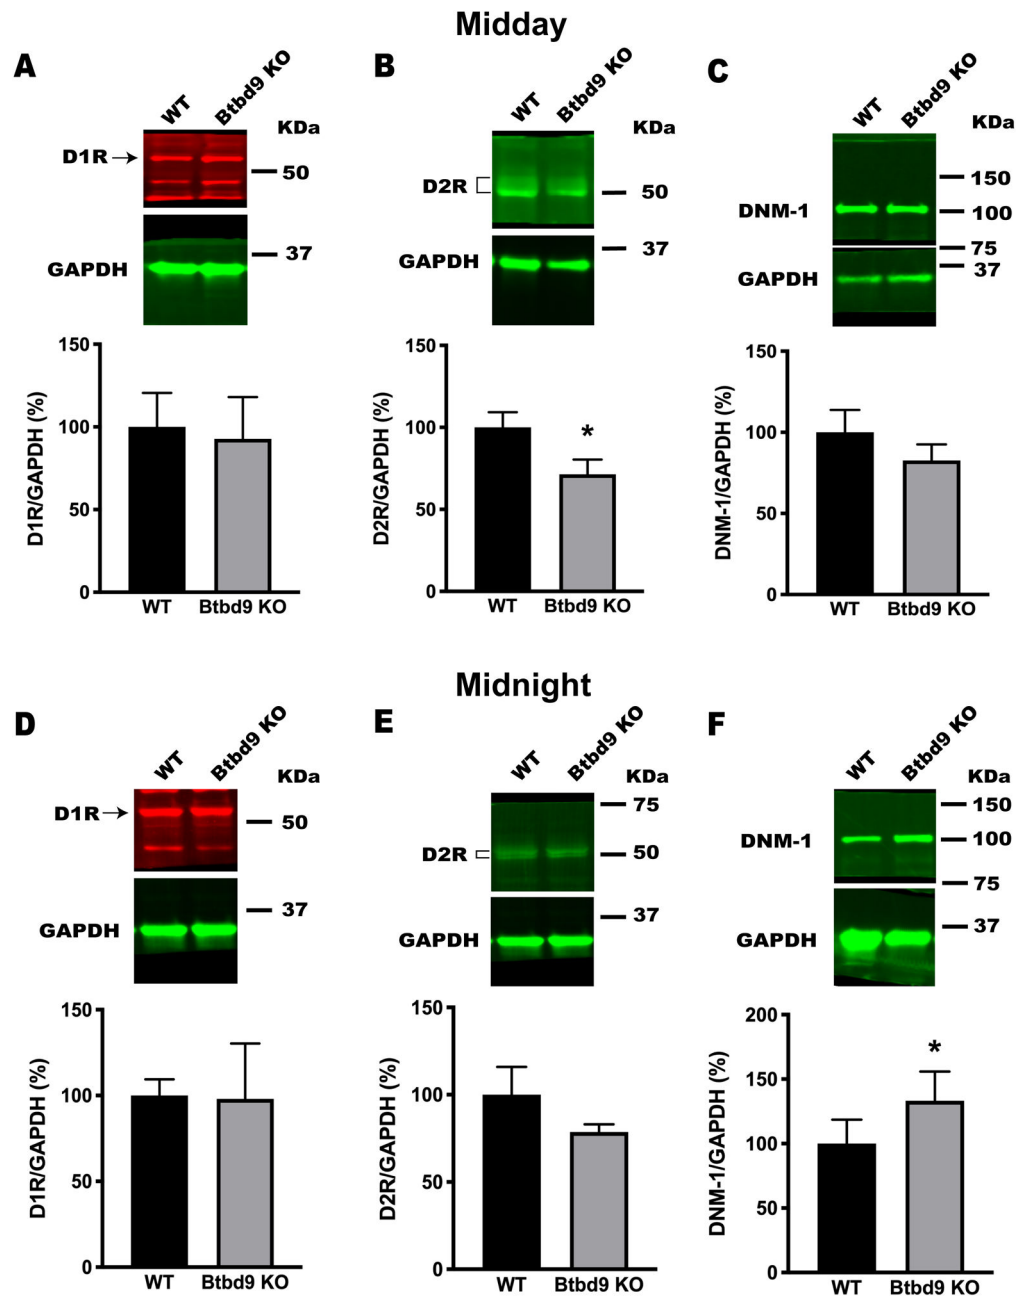 Midday
A
WT
Btbd9 KO
KDa
D1R
50
37
GAPDH
150
100
50
0
D1R/GAPDH (%)
WT
Btbd9 KO
B
WT
Btbd9 KO
KDa
D2R
50
37
GAPDH
150
100
50
0
D2R/GAPDH (%)
*
WT
Btbd9 KO
C
WT
Btbd9 KO
KDa
150
DNM-1
100
75
37
GAPDH
150
100
50
0
DNM-1/GAPDH (%)
WT
Btbd9 KO
Midnight
D
WT
Btbd9 KO
KDa
D1R
50
37
GAPDH
150
100
50
0
D1R/GAPDH (%)
WT
Btbd9 KO
E
WT
Btbd9 KO
KDa
75
D2R
50
37
GAPDH
150
100
50
0
D2R/GAPDH (%)
WT
Btbd9 KO
F
WT
Btbd9 KO
KDa
150
DNM-1
100
75
37
GAPDH
200
150
100
50
0
DNM-1/GAPDH (%)
*
WT
Btbd9 KO